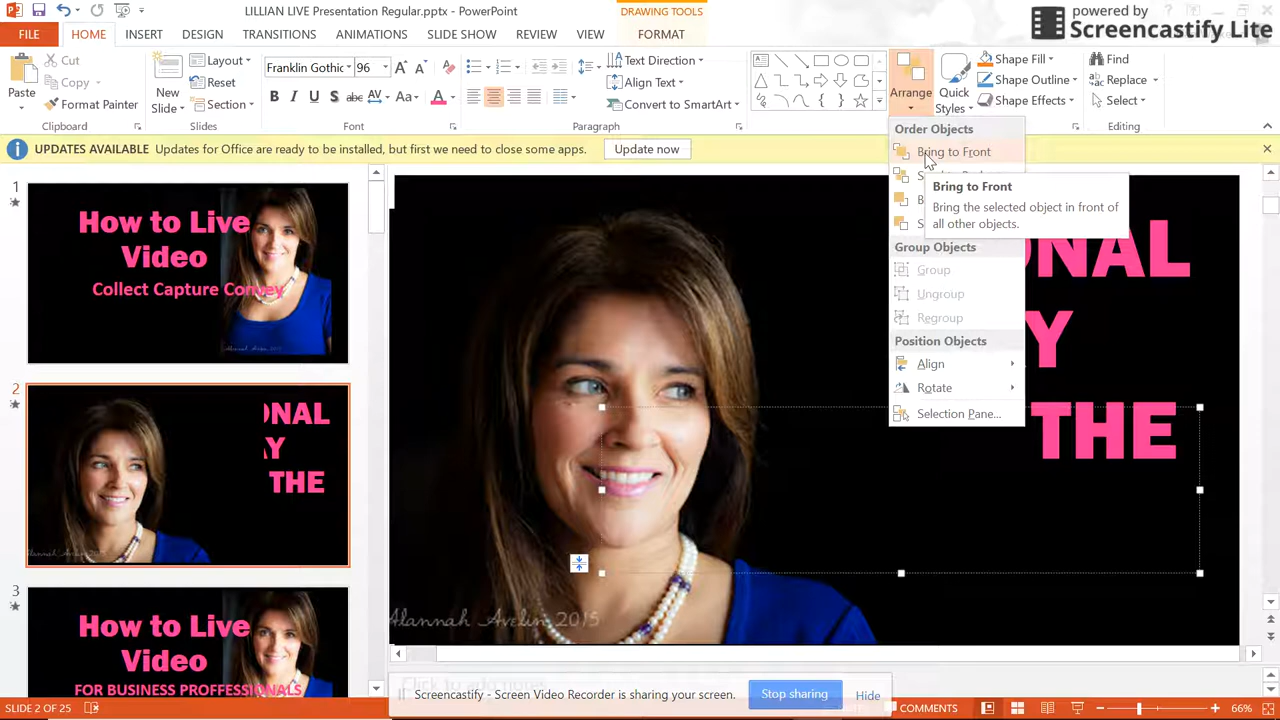 LILLIAN LIVE Presentation Regular.pptx - PowerPoint
DRAWING TOOLS
powered by
Screencastify Lite
FILE HOME INSERT DESIGN TRANSITIONS SLIDE VIEW FORMAT
Paste
Cut
Copy
Format Painter
Clipboard
New
Slide
Layout
Reset
Section
Slides
Franklin Gothic 96
B I U S abc AV Aa A
Font
Text Direction
Align Text
Convert to SmartArt
Paragraph
Arrange
Quick
Styles
Shape Fill
Shape Outline
Shape Effects
Find
Replace
Select
Editing
UPDATES AVAILABLE Updates for Office are ready to be installed, but first we need to close some apps. Update now
Order Objects
Bring to Front
Bring to Front
Bring the selected object in front of
all other objects.
Group Objects
Group
Ungroup
Regroup
Position Objects
Align
Rotate
Selection Pane...
1
How to Live
Video
Collect Capture Convey
2
ONAL
AY
THE
3
How to Live
Video
FOR BUSINESS PROFFESSIONALS
ONAL
Y
THE
Alannah Avelin 2015
Screencastify - Screen Video Recorder is sharing your screen. Stop sharing Hide
SLIDE 2 OF 25
COMMENTS
66%